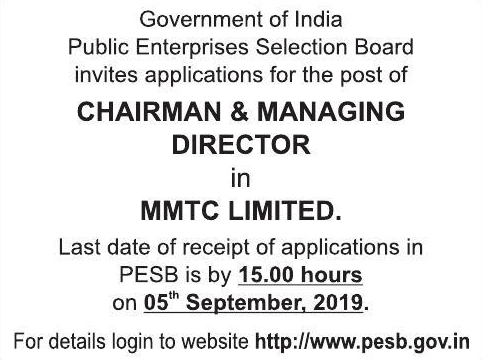 Government of India
Public Enterprises Selection Board
invites applications for the post of
CHAIRMAN & MANAGING
DIRECTOR
in
MMTC LIMITED.
Last date of receipt of applications in
PESB is by 15.00 hours
on 05th September, 2019.
For details login to website http://www.pesb.gov.in